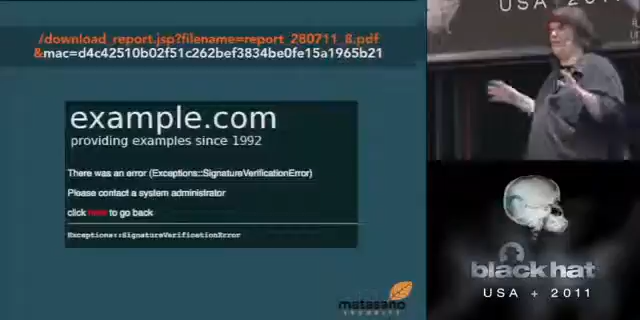 /download_report.jsp?filename=report_280711_8.pdf
&mac=d4c42510b02f51c262bef3834be0fe15a1965b21
example.com
providing examples since 1992
There was an error (Exceptions::SignatureVerificationError)
Please contact a system administrator
click here to go back
Exceptions::SignatureVerificationError
matasano
SECURITY
USA + 2011
black hat
USA + 2011